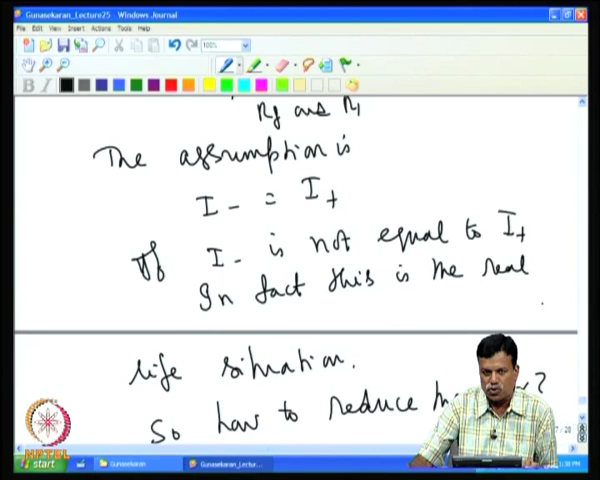 Gunasekaran_Lecture25 - Windows Journal
File Edit View Insert Actions Tools Help
100%
B I
Rf and R1
The assumption is
I- = I+
If I- is not equal to I+
In fact this is the real
life situation.
So how to reduce
NPTEL
start Gunasekaran Gunasekaran_Lectur...